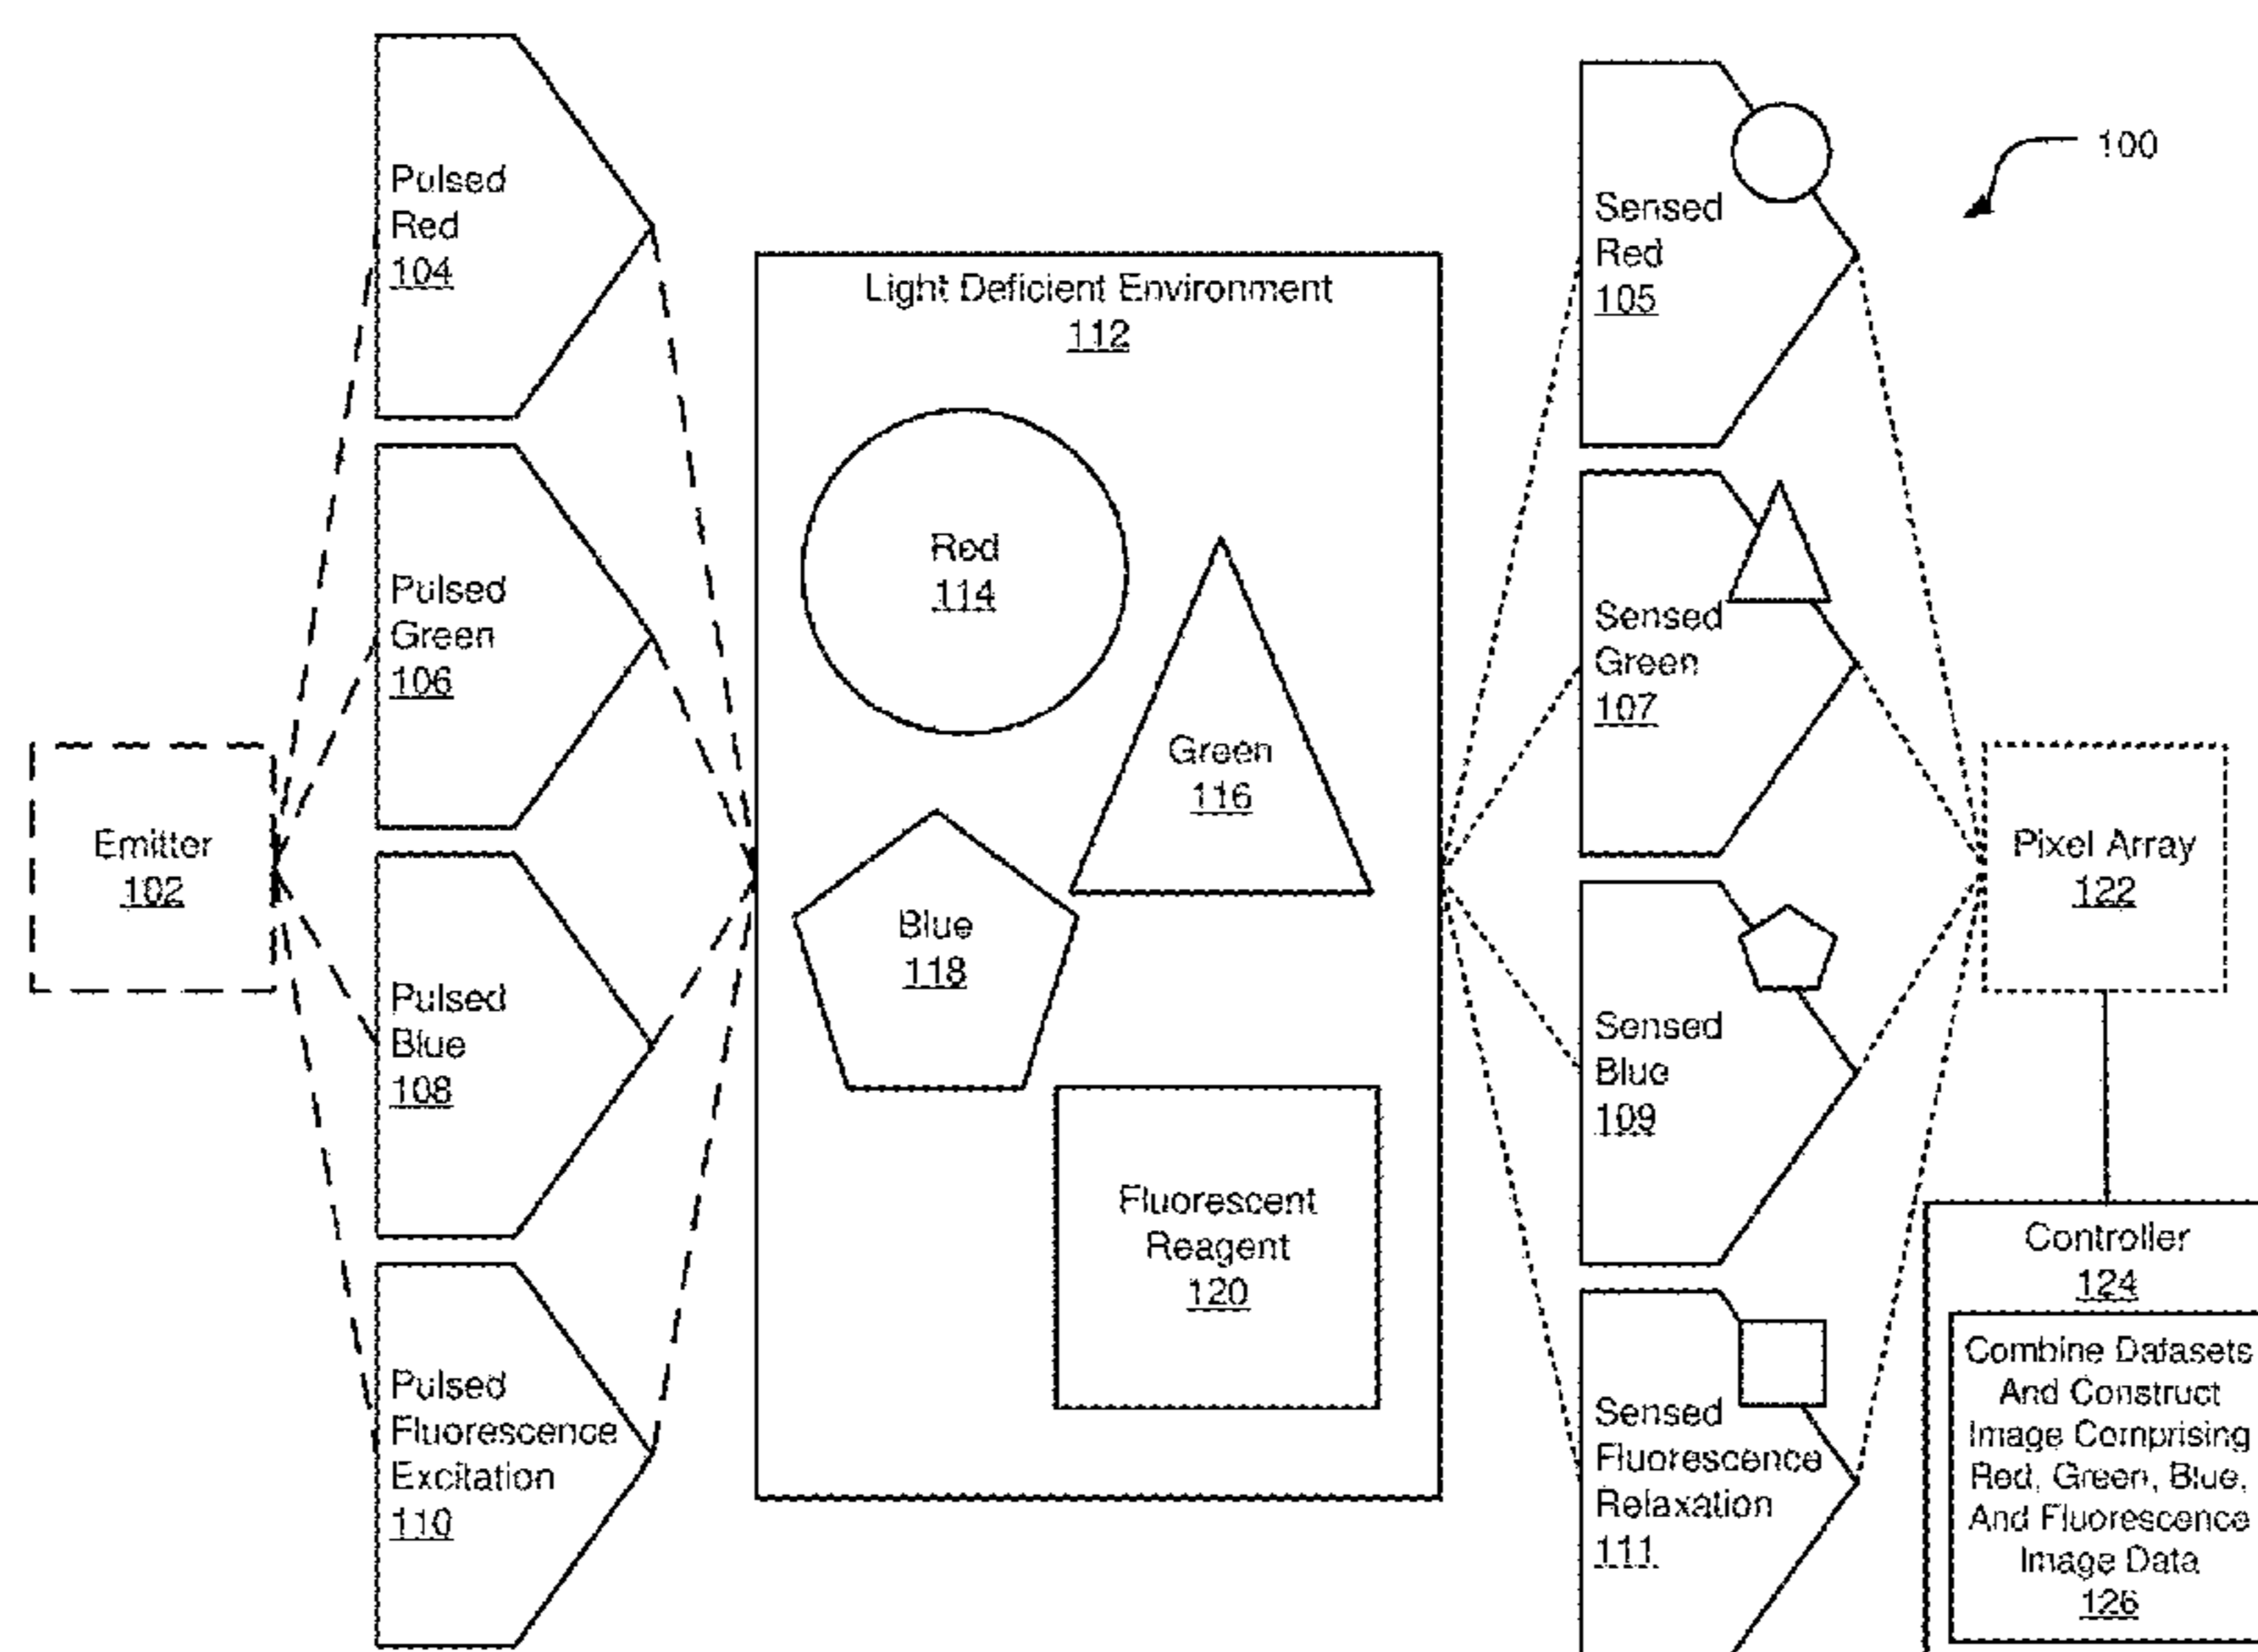 Pulsed
Red
104
Pulsed
Green
106
Emitter
102
Pulsed
Blue
108
Pulsed
Fluorescence
Excitation
110
Light Deficient Environment
112
Red
114
Green
116
Blue
118
Fluorescent
Reagent
120
Sensed
Red
105
100
Sensed
Green
107
Sensed
Blue
109
Sensed
Fluorescence
Relaxation
111
Pixel Array
122
Controller
124
Combine Datasets
And Construct
Image Comprising
Red, Green, Blue,
And Fluorescence
Image Data
126